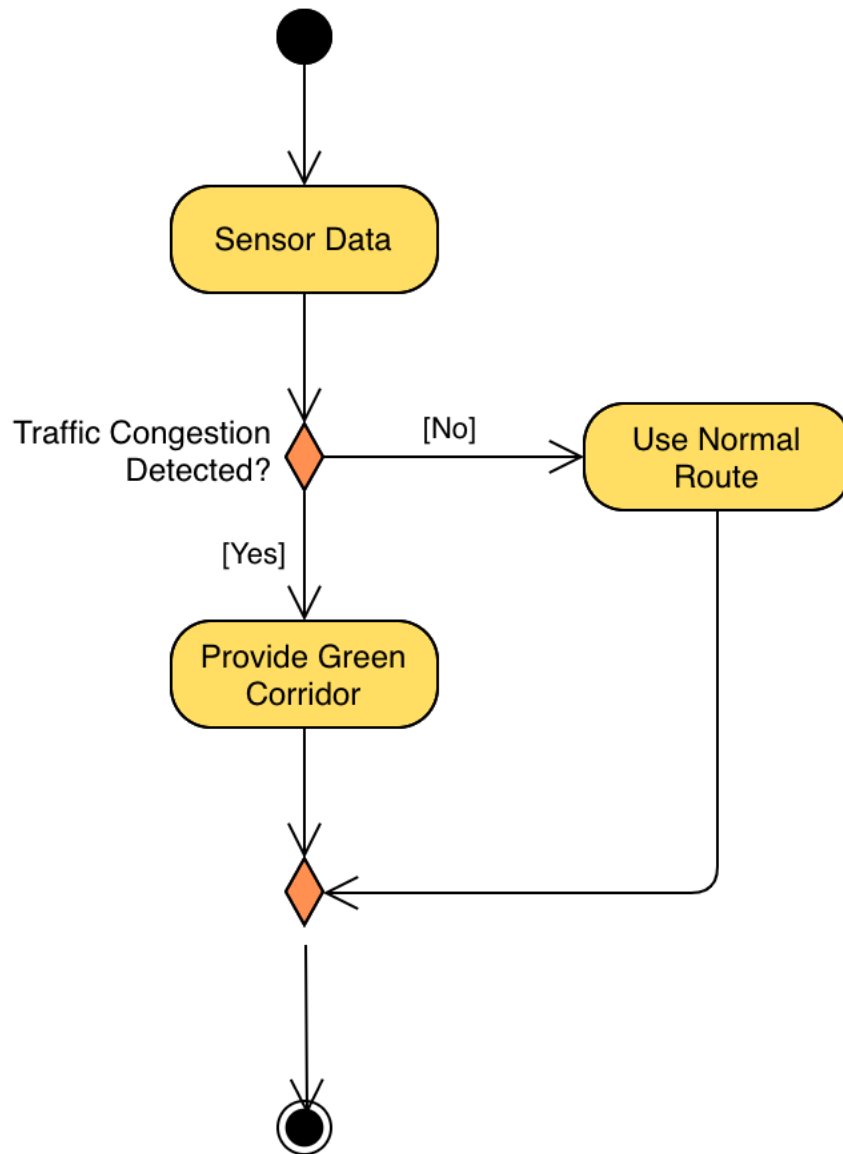 Sensor Data
Traffic Congestion
Detected?
[No]
Use Normal
Route
[Yes]
Provide Green
Corridor